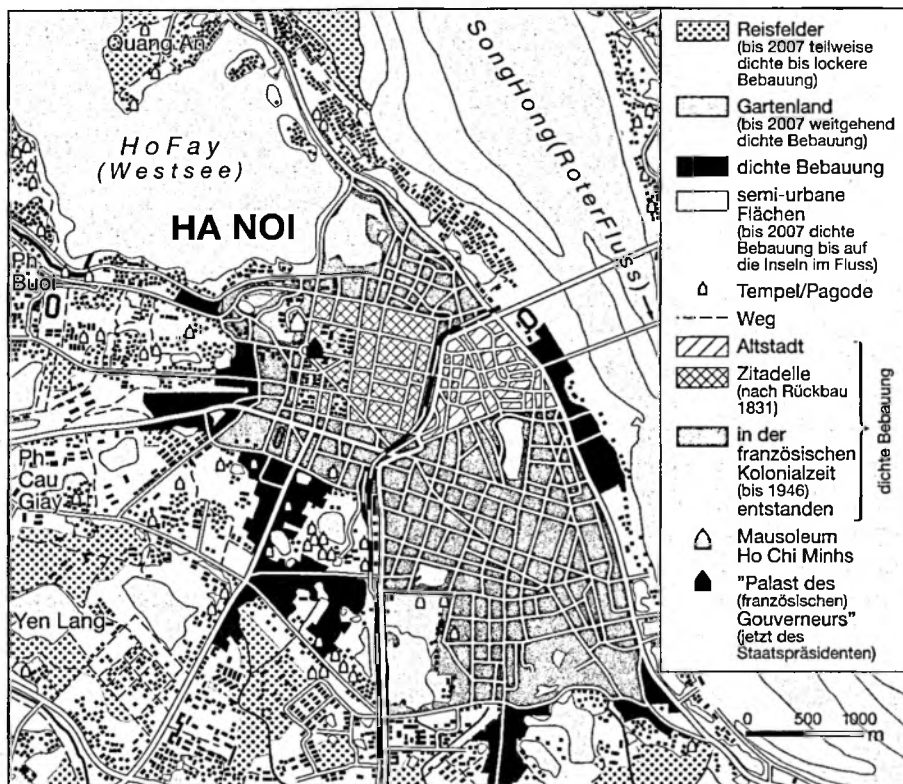 Quang An
Ho Fay
(Westsee)
HA NOI
Song Hong (Roter Fluss)
Ph
Buoi
Ph
Cau
Giay
Yen Lang
Reisfelder
(bis 2007 teilweise
dichte bis lockere
Bebauung)
Gartenland
(bis 2007 weitgehend
dichte Bebauung)
dichte Bebauung
semi-urbane
Flächen
(bis 2007 dichte
Bebauung bis auf
die Inseln im Fluss)
Tempel/Pagode
Weg
Altstadt
Zitadelle
(nach Rückbau
1831)
in der
französischen
Kolonialzeit
(bis 1946)
entstanden
dichte Bebauung
Mausoleum
Ho Chi Minhs
"Palast des
(französischen)
Gouverneurs"
(jetzt des
Staatspräsidenten)
0 500 1000
m